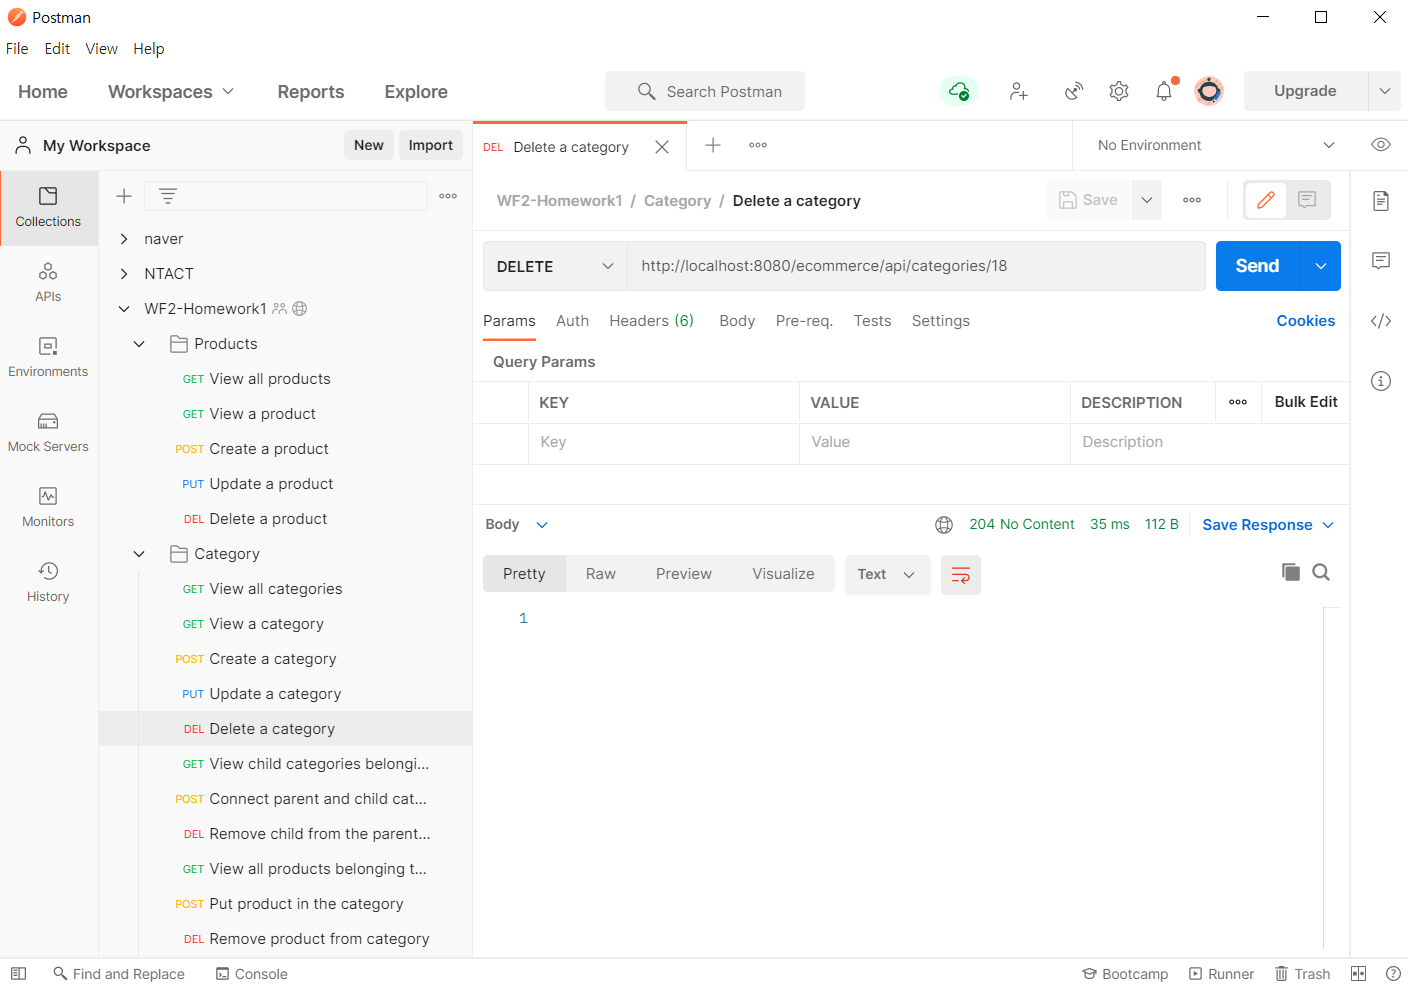 Postman
File Edit View Help
Home Workspaces Reports Explore Search Postman Upgrade
My Workspace New Import
DEL Delete a category
No Environment
Collections
APIs
Environments
Mock Servers
Monitors
History
naver
NTACT
WF2-Homework1
Products
GET View all products
GET View a product
POST Create a product
PUT Update a product
DEL Delete a product
Category
GET View all categories
GET View a category
POST Create a category
PUT Update a category
DEL Delete a category
GET View child categories belongi...
POST Connect parent and child cat...
DEL Remove child from the parent...
GET View all products belonging t...
POST Put product in the category
DEL Remove product from category
WF2-Homework1 / Category / Delete a category
Save
DELETE http://localhost:8080/ecommerce/api/categories/18 Send
Params Auth Headers (6) Body Pre-req. Tests Settings Cookies
Query Params
KEY VALUE DESCRIPTION Bulk Edit
Key Value Description
Body 204 No Content 35 ms 112 B Save Response
Pretty Raw Preview Visualize Text
1
Find and Replace Console Bootcamp Runner Trash